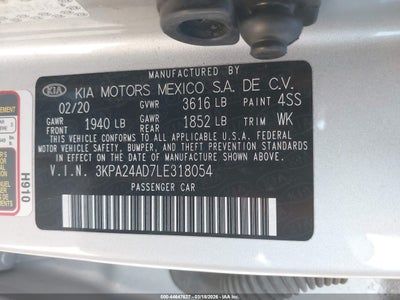 MANUFACTURED BY
KIA KIA MOTORS MEXICO S.A. DE C.V.
02/20 GVWR 3616 LB PAINT 4SS
GAWR FRONT 1940 LB GAWR REAR 1852 LB TRIM WK
THIS VEHICLE CONFORMS TO ALL APPLICABLE U.S. FEDERAL
MOTOR VEHICLE SAFETY, BUMPER, AND THEFT PREVENTION
STANDARDS IN EFFECT ON THE DATE OF MANUFACTURE
SHOWN ABOVE.
V.I.N. 3KPA24AD7LE318054
PASSENGER CAR
H910